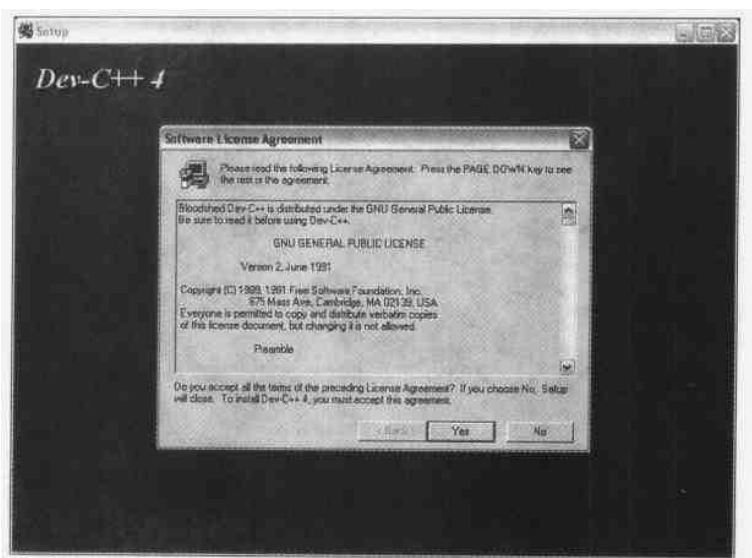 Setup
Dev-C++ 4
Software License Agreement
Please read the following License Agreement. Press the PAGE DOWN key to see
the rest of the agreement.
Bloodshed Dev-C++ is distributed under the GNU General Public License.
Be sure to read it before using Dev-C++.
GNU GENERAL PUBLIC LICENSE
Version 2, June 1991
Copyright (C) 1989, 1991 Free Software Foundation, Inc.
675 Mass Ave, Cambridge, MA 02139, USA
Everyone is permitted to copy and distribute verbatim copies
of this license document, but changing it is not allowed.
Preamble
Do you accept all the terms of the preceding License Agreement? If you choose No, Setup
will close. To install Dev-C++ 4, you must accept this agreement.
< Back
Yes
No